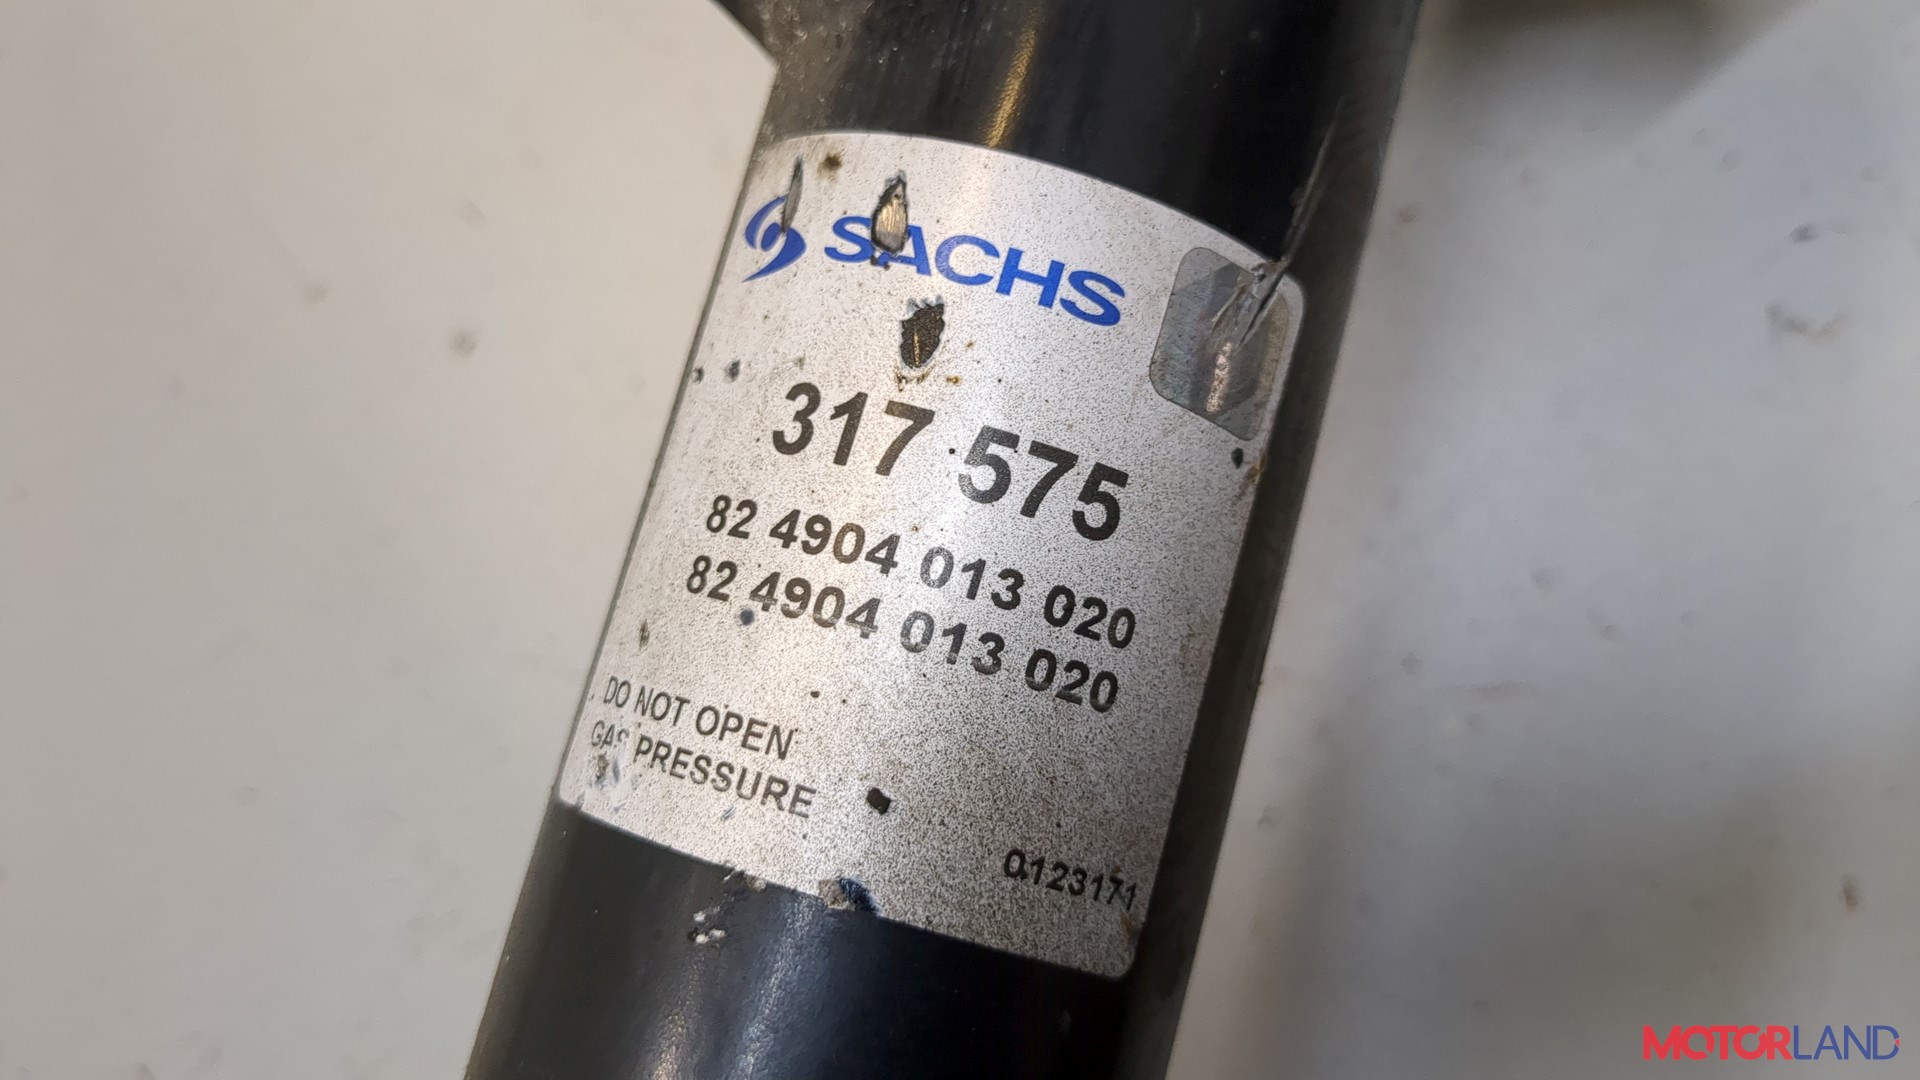 SACHS
317 575
82 4904 013 020
82 4904 013 020
DO NOT OPEN
GAS PRESSURE
0123171
MOTORLAND